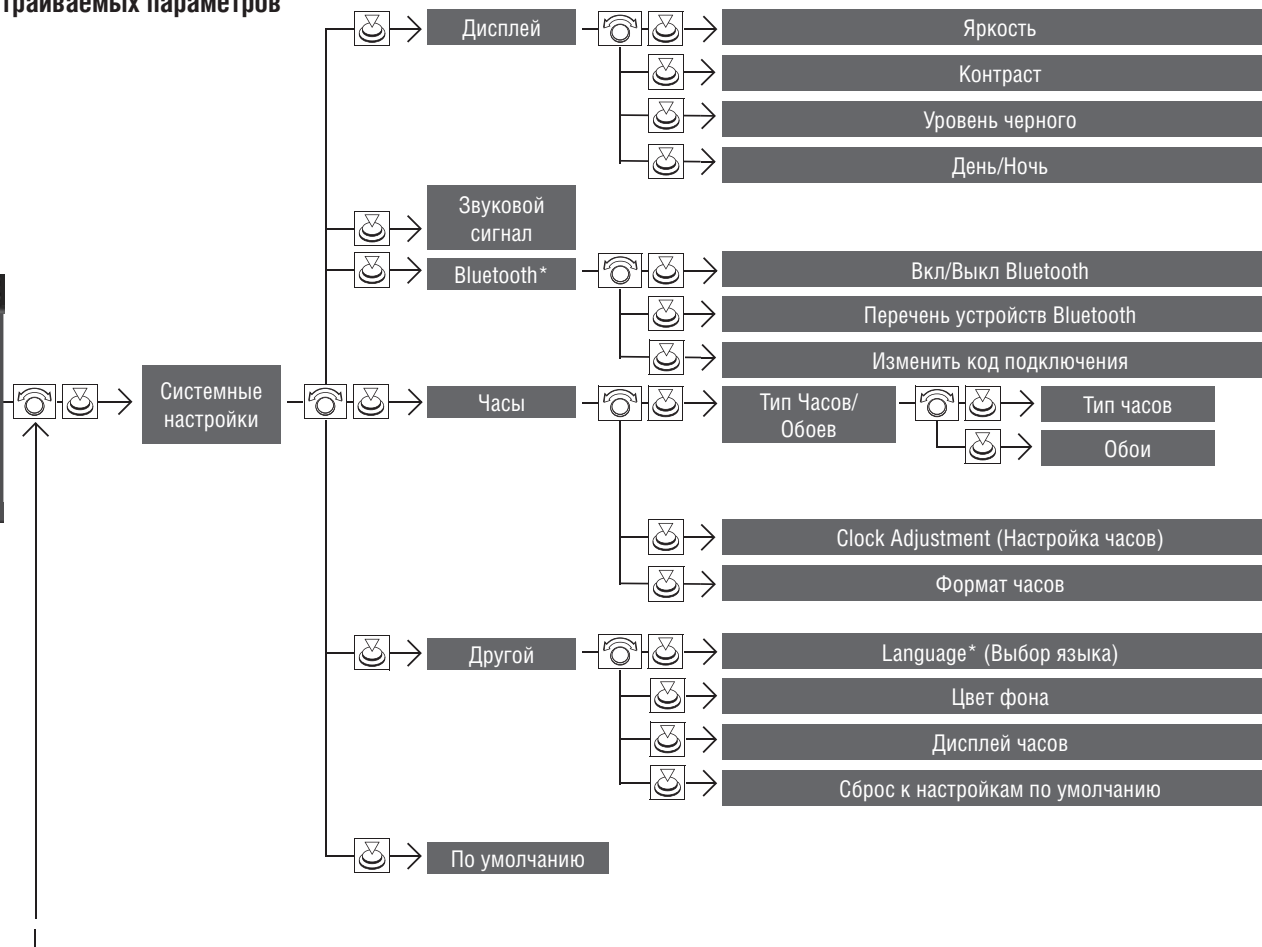 траиваемых параметров
Дисплей
Яркость
Контраст
Уровень черного
День/Ночь
Звуковой
сигнал
Bluetooth*
Вкл/Выкл Bluetooth
Перечень устройств Bluetooth
Изменить код подключения
Системные
настройки
Часы
Тип Часов/
Обоев
Тип часов
Обои
Clock Adjustment (Настройка часов)
Формат часов
Другой
Language* (Выбор языка)
Цвет фона
Дисплей часов
Сброс к настройкам по умолчанию
По умолчанию